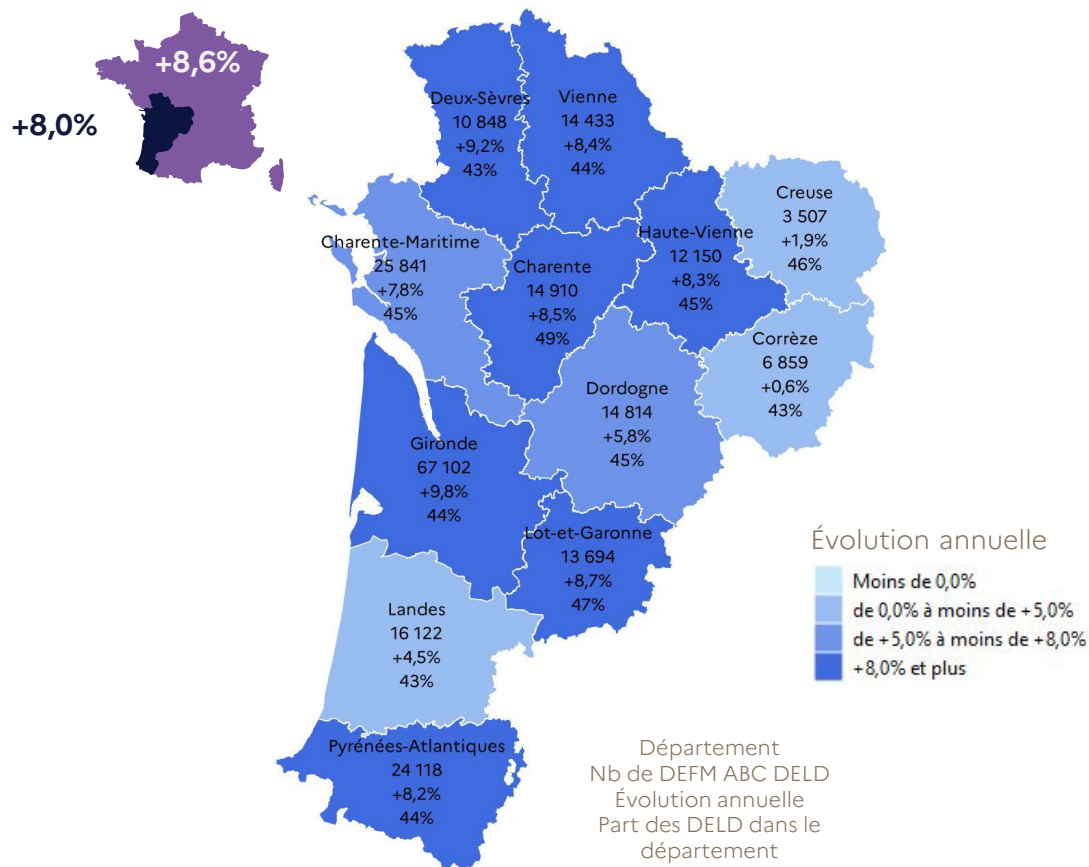 +8,6%
+8,0%
Deux-Sèvres
10 848
+9,2%
43%
Vienne
14 433
+8,4%
44%
Creuse
3 507
+1,9%
46%
Charente-Maritime
25 841
+7,8%
45%
Charente
14 910
+8,5%
49%
Haute-Vienne
12 150
+8,3%
45%
Corrèze
6 859
+0,6%
43%
Dordogne
14 814
+5,8%
45%
Gironde
67 102
+9,8%
44%
Lot-et-Garonne
13 694
+8,7%
47%
Landes
16 122
+4,5%
43%
Pyrénées-Atlantiques
24 118
+8,2%
44%
Évolution annuelle
Moins de 0,0%
de 0,0% à moins de +5,0%
de +5,0% à moins de +8,0%
+8,0% et plus
Département
Nb de DEFM ABC DELD
Évolution annuelle
Part des DELD dans le
département